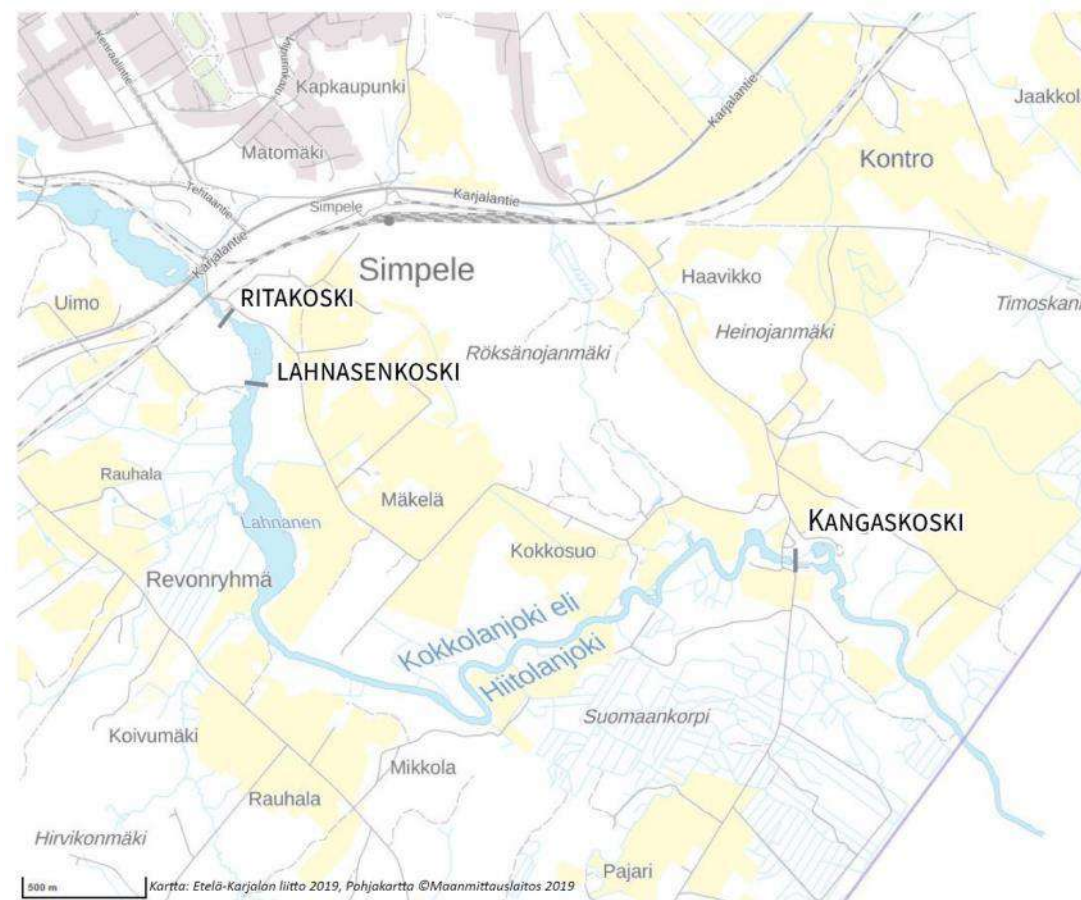 Kenraalintie
Viipurinkatu
Kapkaupunki
Matomäki
Tehtaantie
Simpele
Karjalantie
Karjalantie
Karjalantie
Kontro
Jaakkol
Uimo
Simpele
RITAKOSKI
Haavikko
Heinojanmäki
Timoskan
Röksänojanmäki
LAHNASENKOSKI
Rauhala
Mäkelä
Lahnanen
Kokkosuo
KANGASKOSKI
Revonryhmä
Kokkolanjoki eli
Hiitolanjoki
Suomaankorpi
Koivumäki
Mikkola
Rauhala
Hirvikonmäki
Pajari
500 m
Kartta: Etelä-Karjalan liitto 2019, Pohjakartta ©Maanmittauslaitos 2019